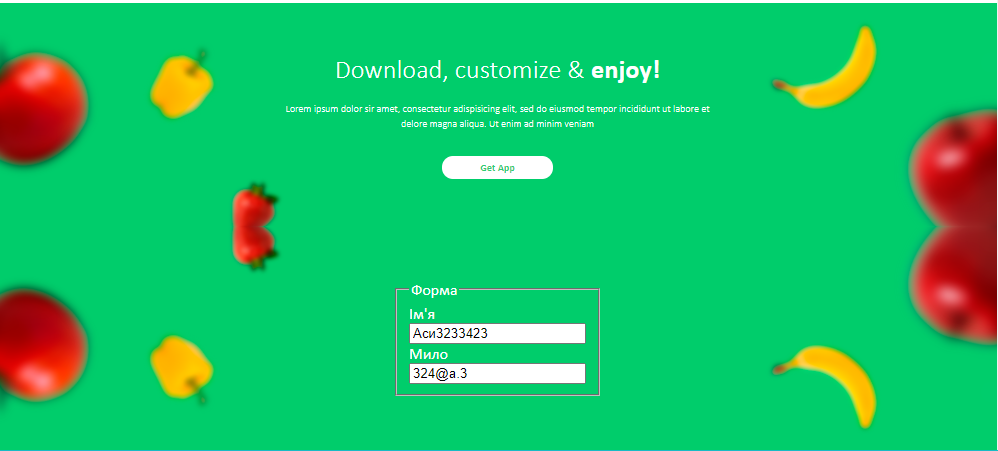 Download, customize & enjoy!
Lorem ipsum dolor sir amet, consectetur adispisicing elit, sed do eiusmod tempor incididunt ut labore et
delore magna aliqua. Ut enim ad minim veniam
Get App
Форма
Ім'я
Аси3233423
Мило
324@а.3